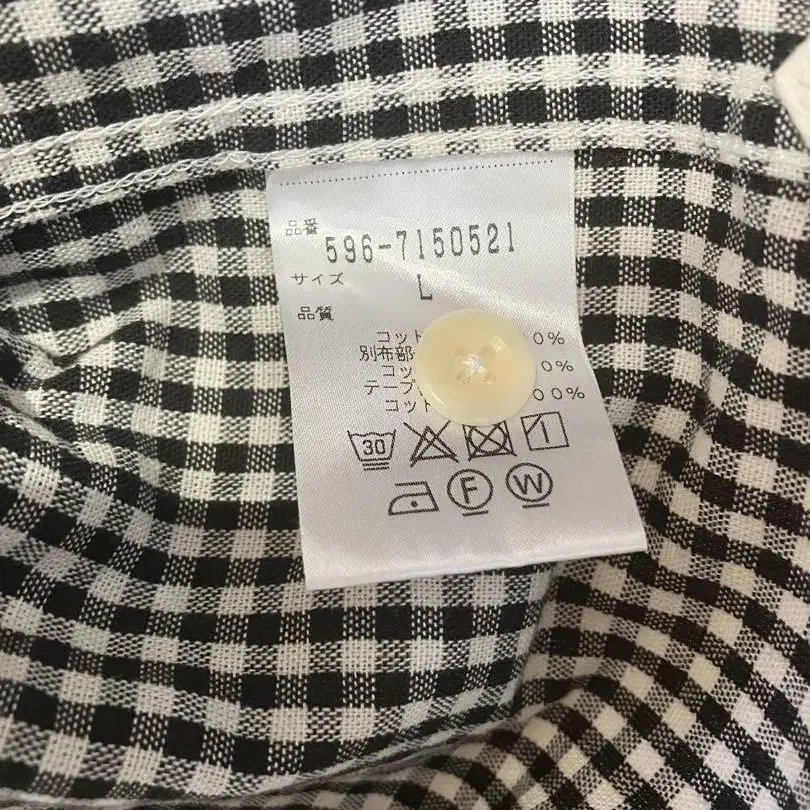 品番
596-7150521
サイズ L
品質
コット 0%
別布部
コッ 0%
テープ
コット 00%
30
F W